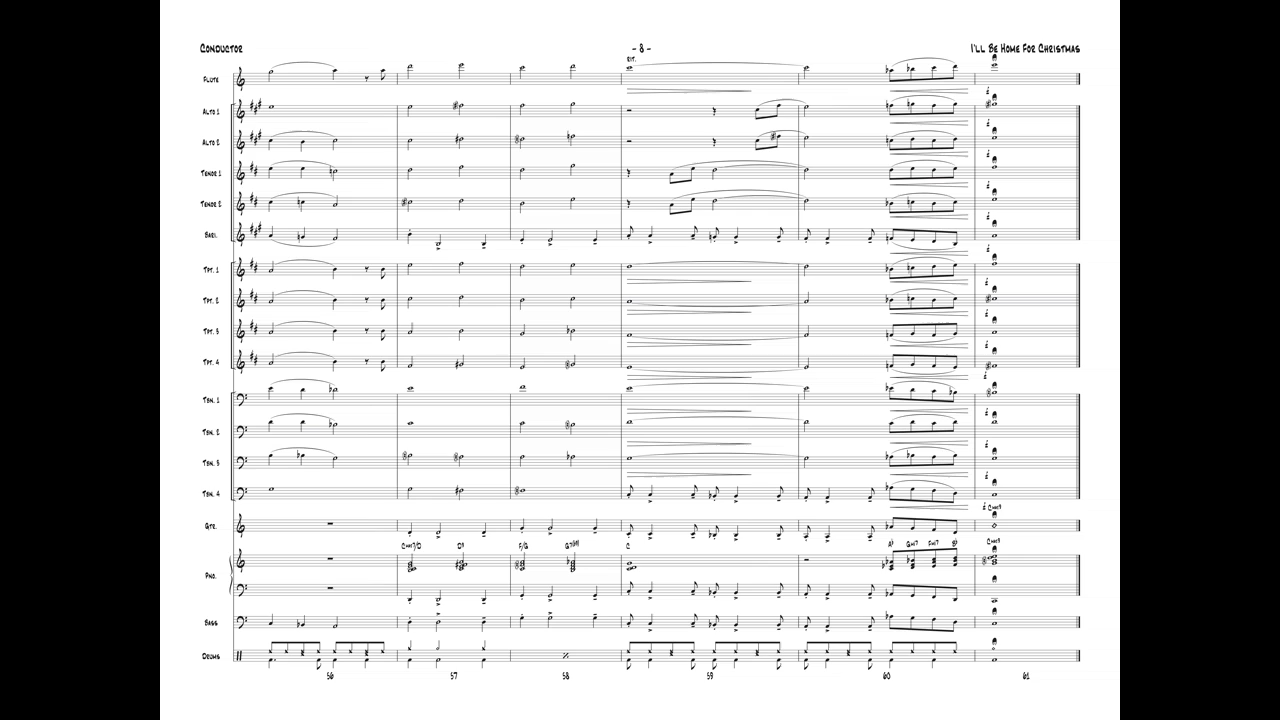 Conductor - 8 - I'll Be Home For Christmas
rit.
Flute
Alto 1
Alto 2
Tenor 1
Tenor 2
Bari.
Tpt. 1
Tpt. 2
Tpt. 3
Tpt. 4
Tbn. 1
Tbn. 2
Tbn. 3
Tbn. 4
Gtr.
Pno.
F/G
C
Bass
Drums
56 57 58 59 60 61